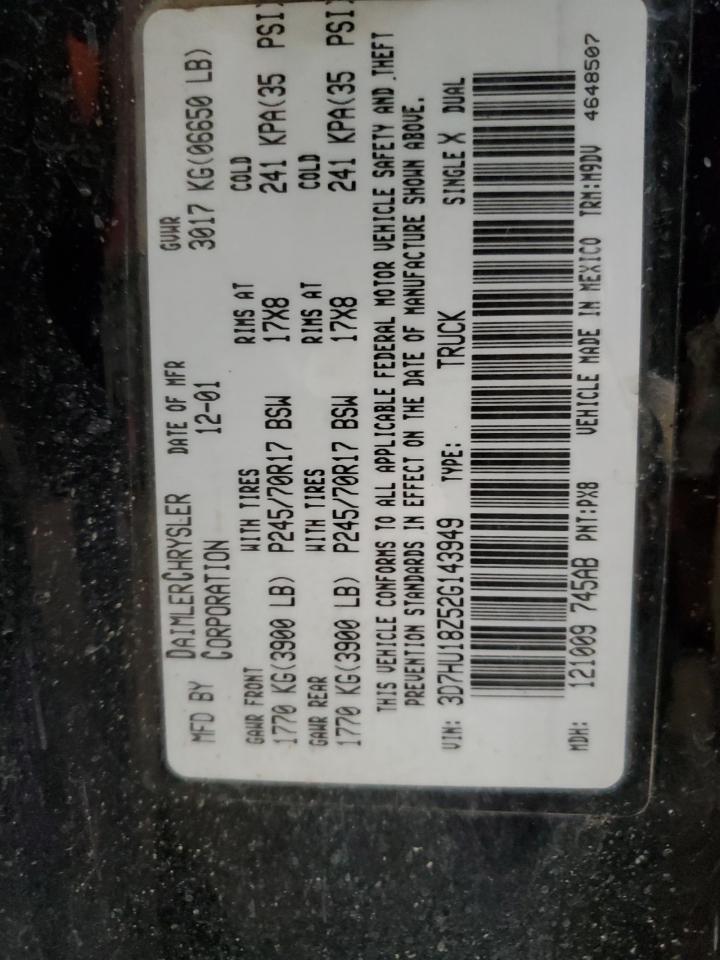 MFD BY DAIMLERCHRYSLER DATE OF MFR GVWR
CORPORATION 12-01 3017 KG(06650 LB)
GAWR FRONT WITH TIRES RIMS AT COLD
1770 KG(3900 LB) P245/70R17 BSW 17X8 241 KPA(35 PSI)
GAWR REAR WITH TIRES RIMS AT COLD
1770 KG(3900 LB) P245/70R17 BSW 17X8 241 KPA(35 PSI)
THIS VEHICLE CONFORMS TO ALL APPLICABLE FEDERAL MOTOR VEHICLE SAFETY AND THEFT
PREVENTION STANDARDS IN EFFECT ON THE DATE OF MANUFACTURE SHOWN ABOVE.
VIN: 3D7HU18Z52G143949 TYPE: TRUCK SINGLE X DUAL
MDH: 121009 745AB PNT:PX8 VEHICLE MADE IN MEXICO TRM:M9DV 4648507